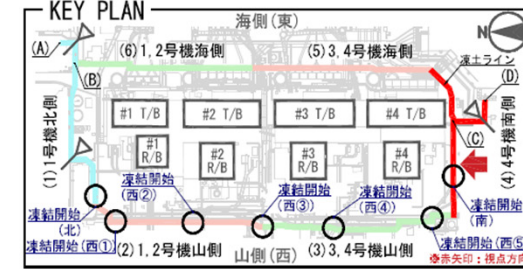 KEY PLAN
海側(東)
N
(A)
(6)1,2号機海側
(5)3,4号機海側
凍土ライン
(B)
(D)
#1 T/B
#2 T/B
#3 T/B
#4 T/B
(1)1号機北側
#1
R/B
#2
R/B
#3
R/B
#4
R/B
(C)
(4)4号機南側
凍結開始
(西②)
凍結開始
(西③)
凍結開始
(西④)
凍結開始
(南)
凍結開始
(北)
凍結開始(西①)
(2)1,2号機山側
山側(西)
(3)3,4号機山側
凍結開始(西⑤)
※赤矢印：視点方向